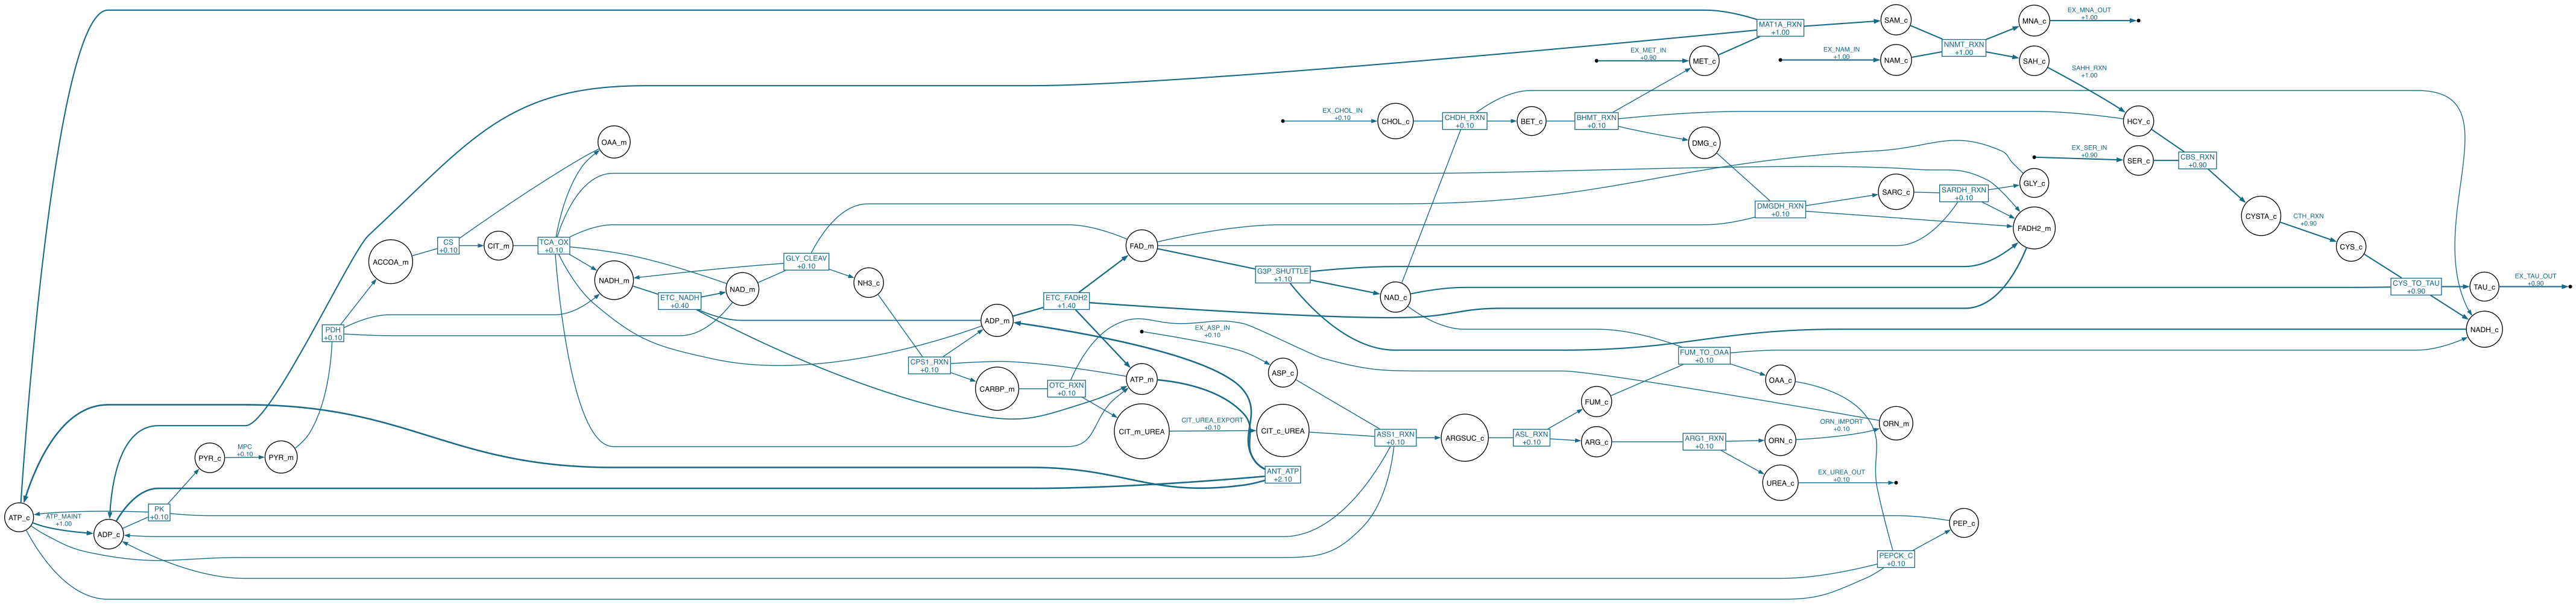 MAT1A_RXN
+1.00
SAM_c
MNA_c
EX_MNA_OUT
+1.00
NNMT_RXN
+1.00
EX_MET_IN
+0.90
MET_c
EX_NAM_IN
+1.00
NAM_c
SAH_c
SAHH_RXN
+1.00
EX_CHOL_IN
+0.10
CHOL_c
CHDH_RXN
+0.10
BET_c
BHMT_RXN
+0.10
HCY_c
OAA_m
DMG_c
EX_SER_IN
+0.90
SER_c
CBS_RXN
+0.90
GLY_c
SARC_c
SARDH_RXN
+0.10
DMGDH_RXN
+0.10
CYSTA_c
CTH_RXN
+0.90
FADH2_m
CYS_c
ACCOA_m
CS
+0.10
CIT_m
TCA_OX
+0.10
FAD_m
GLY_CLEAV
+0.10
G3P_SHUTTLE
+1.10
NADH_m
NH3_c
NAD_m
ETC_NADH
+0.40
ETC_FADH2
+1.40
NAD_c
CYS_TO_TAU
+0.90
TAU_c
EX_TAU_OUT
+0.90
PDH
+0.10
ADP_m
EX_ASP_IN
+0.10
NADH_c
FUM_TO_OAA
+0.10
CPS1_RXN
+0.10
ASP_c
OAA_c
CARBP_m
OTC_RXN
+0.10
ATP_m
FUM_c
CIT_m_UREA
CIT_UREA_EXPORT
+0.10
CIT_c_UREA
ASS1_RXN
+0.10
ARGSUC_c
ASL_RXN
+0.10
ARG_c
ARG1_RXN
+0.10
ORN_c
ORN_IMPORT
+0.10
ORN_m
PYR_c
MPC
+0.10
PYR_m
ANT_ATP
+2.10
UREA_c
EX_UREA_OUT
+0.10
ATP_c
ATP_MAINT
+1.00
ADP_c
PK
+0.10
PEP_c
PEPCK_C
+0.10